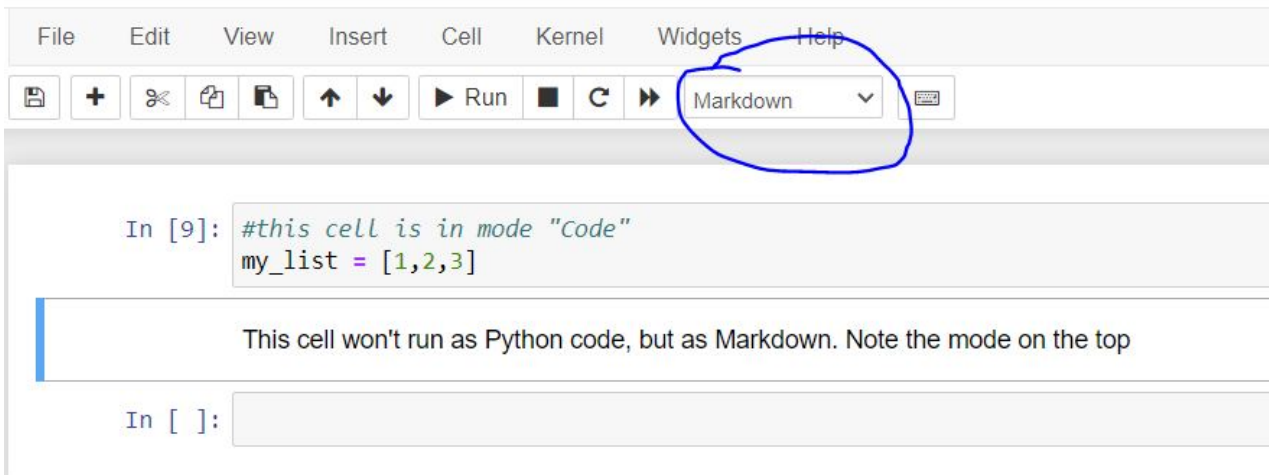 File Edit View Insert Cell Kernel Widgets Help
Run Markdown
In [9]: #this cell is in mode "Code"
my_list = [1,2,3]
This cell won't run as Python code, but as Markdown. Note the mode on the top
In [ ]: